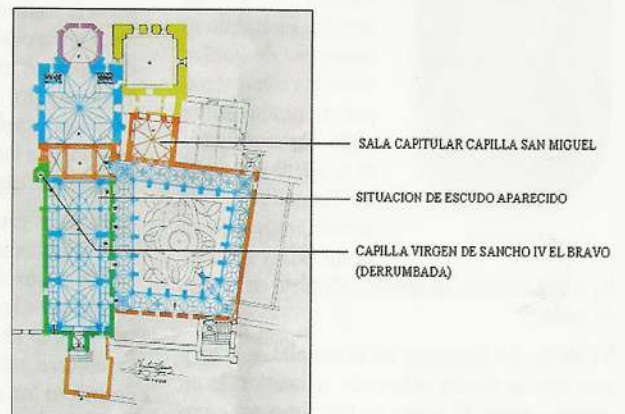 SALA CAPITULAR CAPILLA SAN MIGUEL
SITUACION DE ESCUDO APARECIDO
CAPILLA VIRGEN DE SANCHO IV EL BRAVO
(DERRUMBADA)